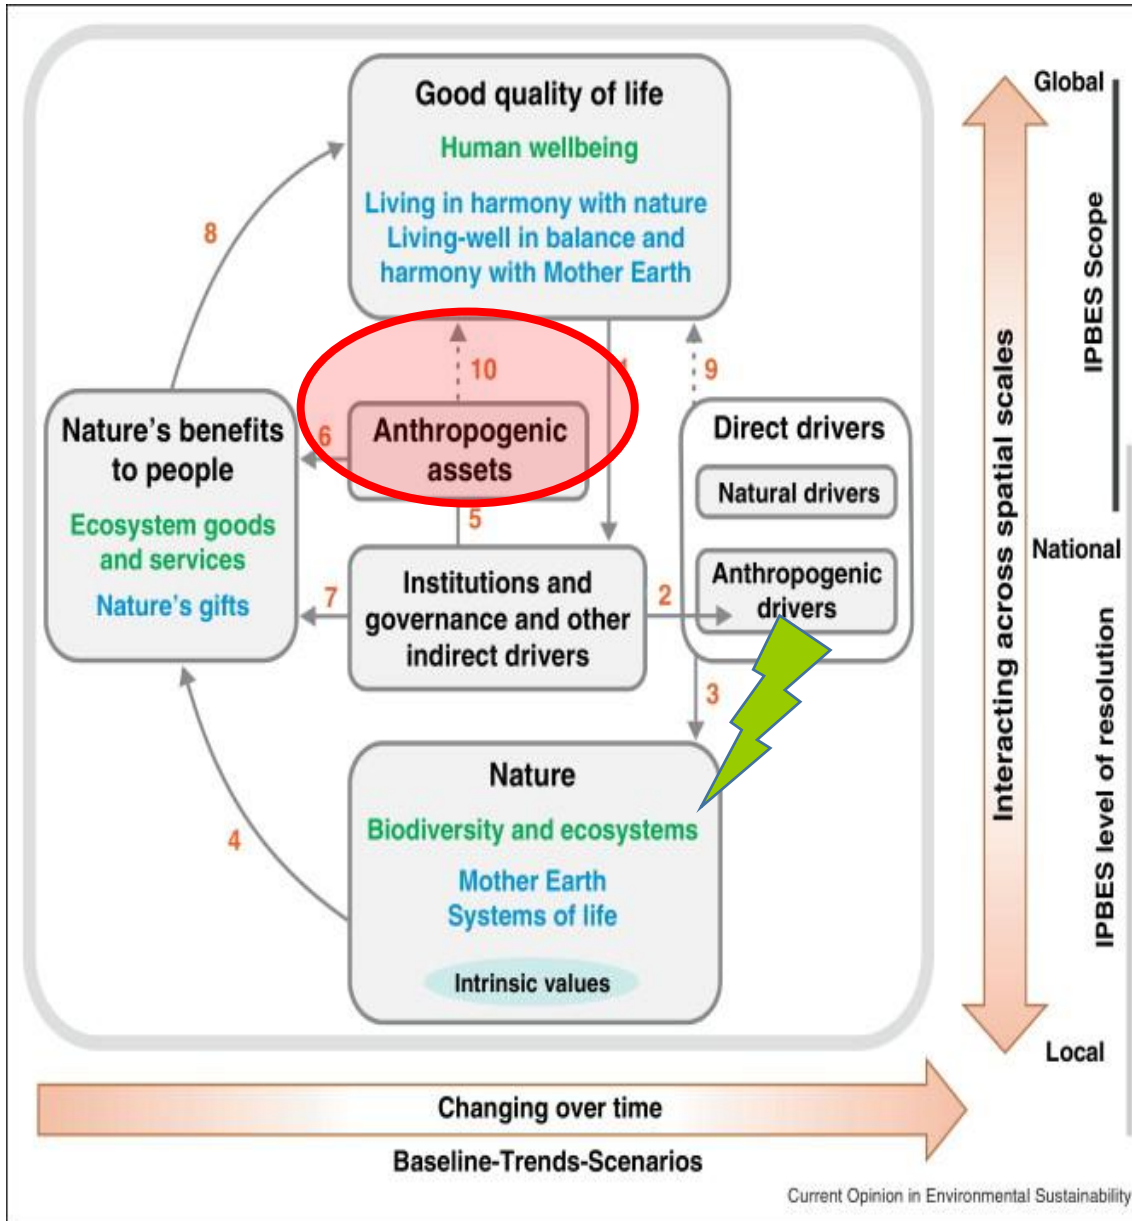 Good quality of life
Human wellbeing
Living in harmony with nature
Living-well in balance and
harmony with Mother Earth
8
10
1
9
Nature's benefits
to people
Ecosystem goods
and services
Nature's gifts
6
Anthropogenic
assets
5
Direct drivers
Natural drivers
Anthropogenic
drivers
7
Institutions and
governance and other
indirect drivers
2
3
4
Nature
Biodiversity and ecosystems
Mother Earth
Systems of life
Intrinsic values
Interacting across spatial scales
Global
National
Local
IPBES Scope
IPBES level of resolution
Changing over time
Baseline-Trends-Scenarios
Current Opinion in Environmental Sustainability